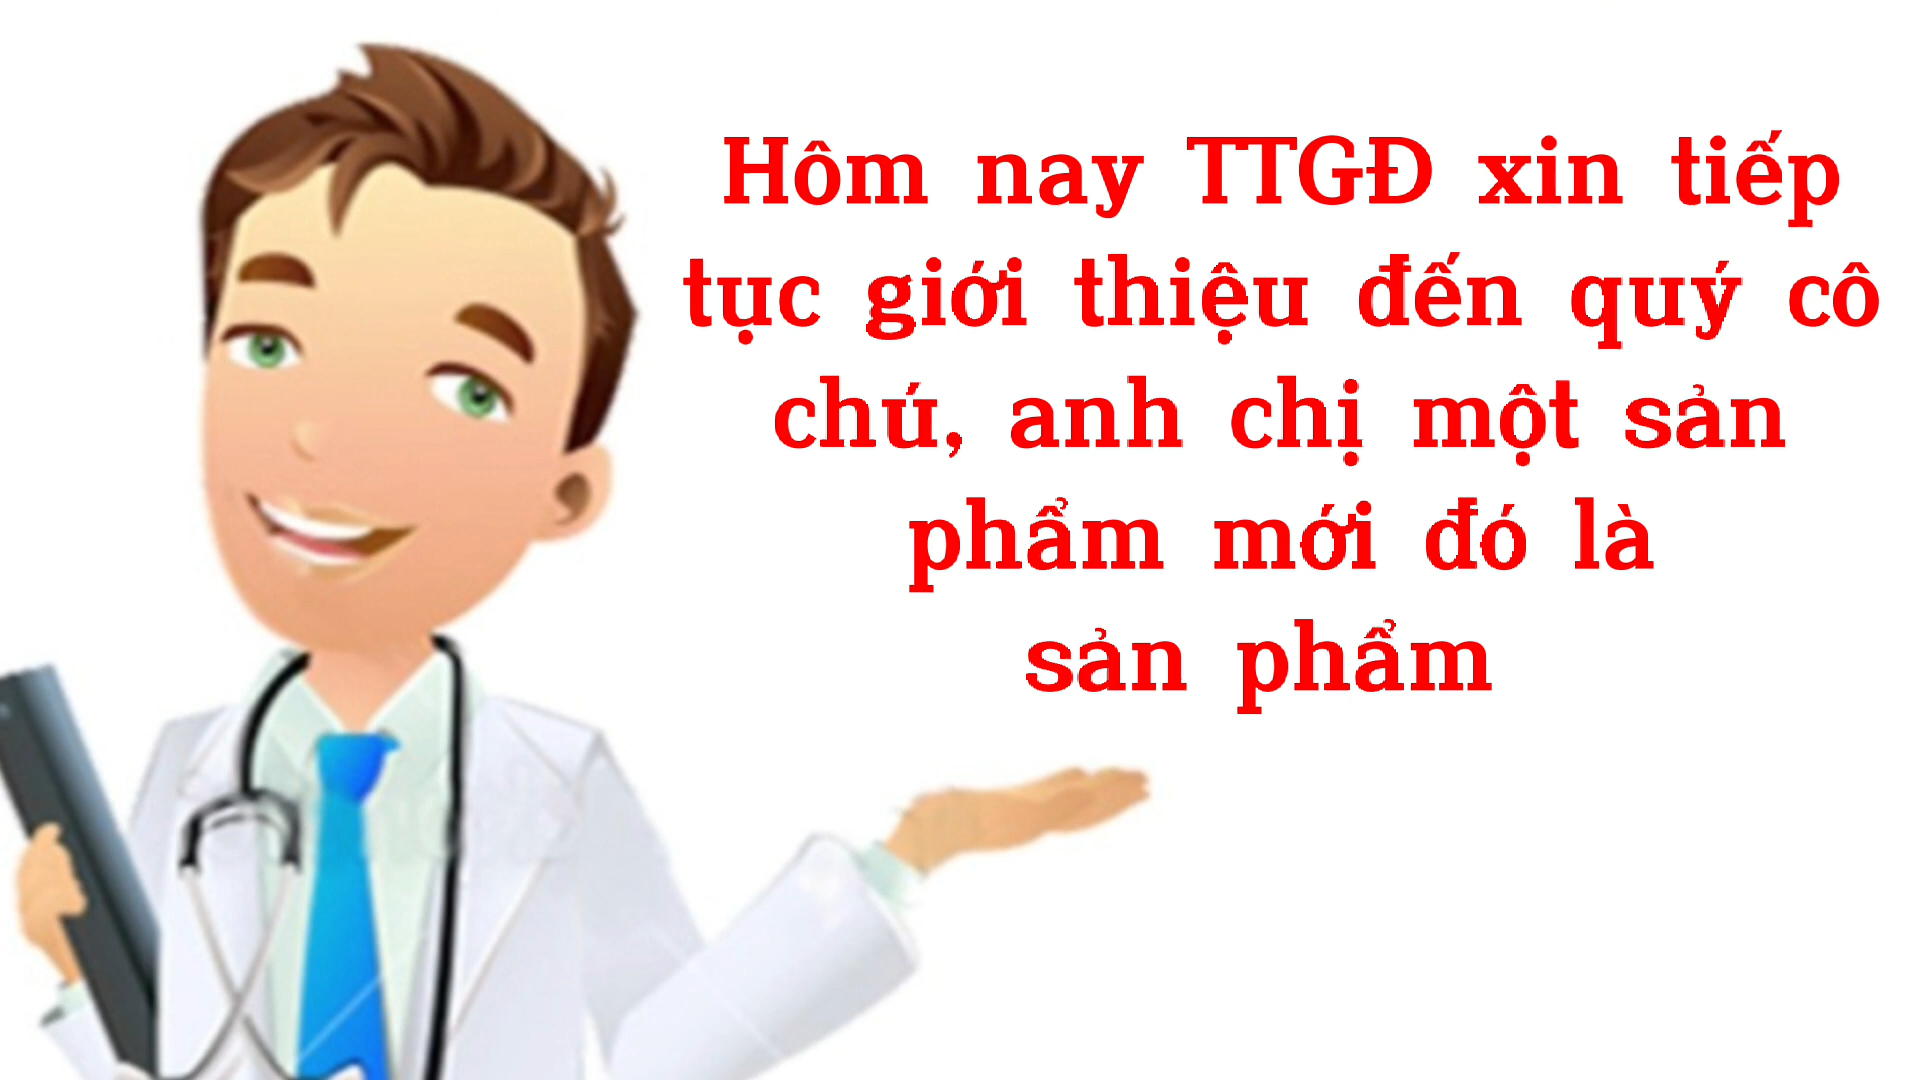 Hôm nay TTGĐ xin tiếp
tục giới thiệu đến quý cô
chú, anh chị một sản
phẩm mới đó là
sản phẩm